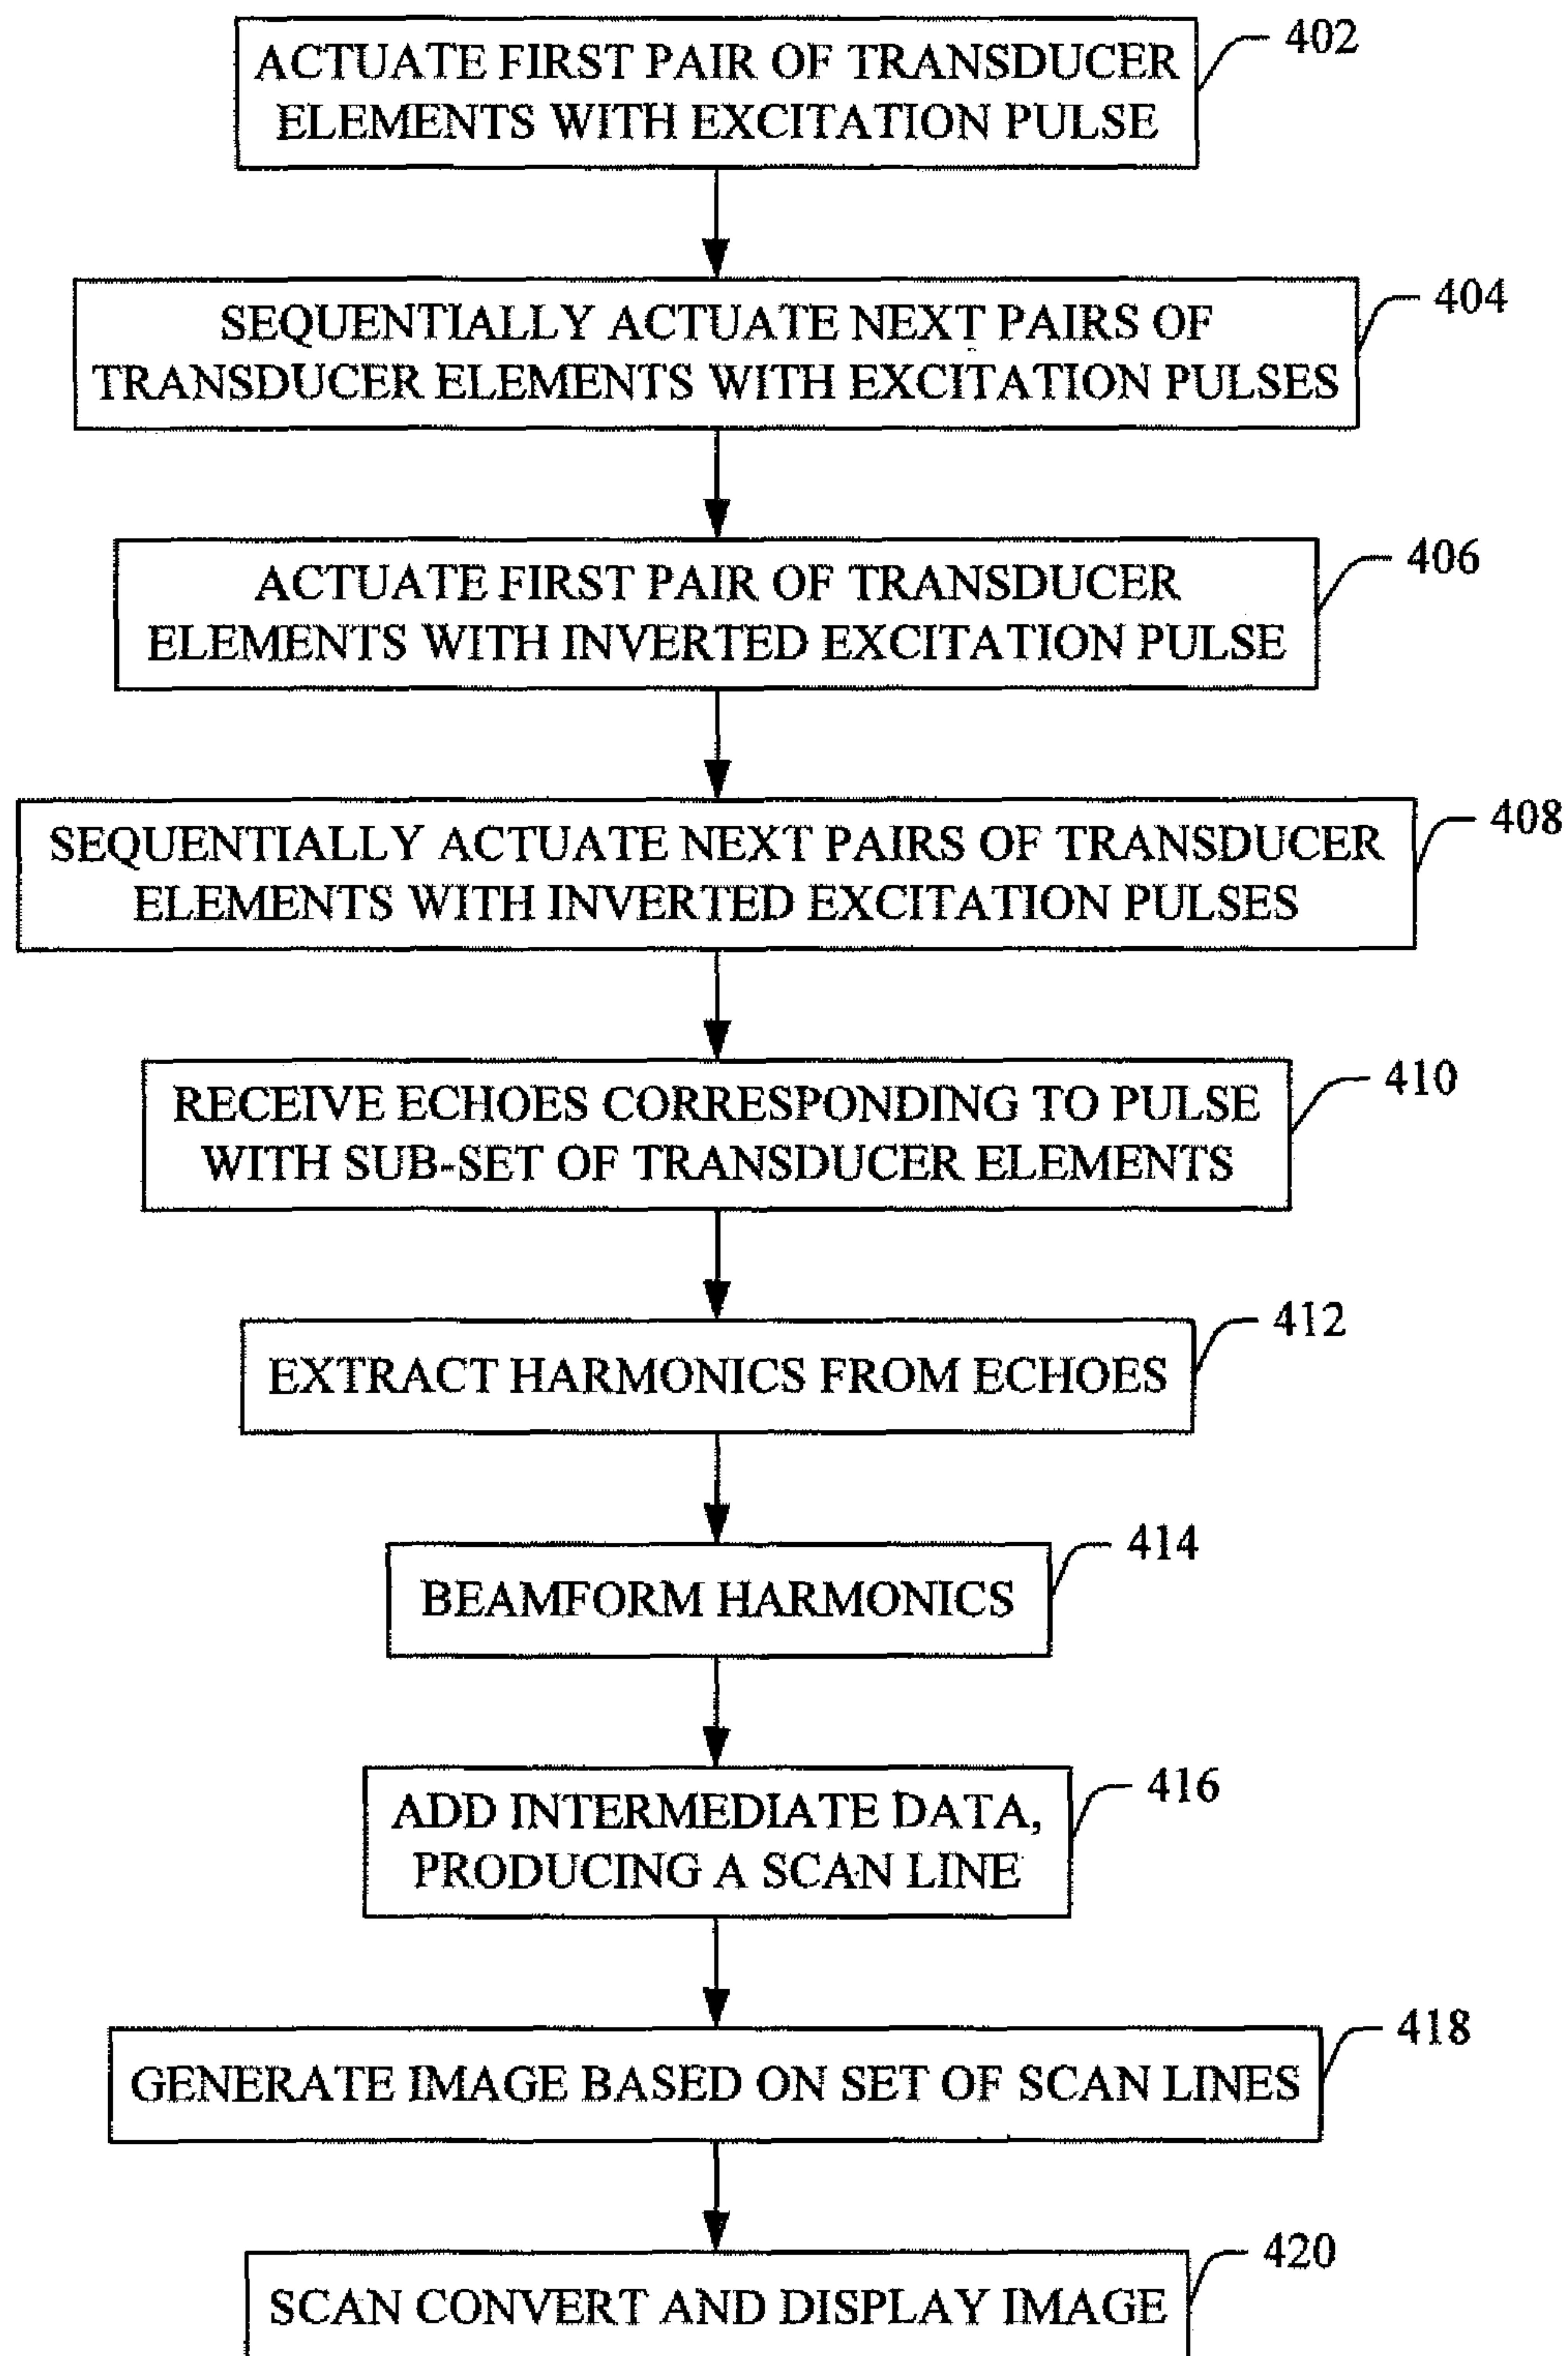 402
ACTUATE FIRST PAIR OF TRANSDUCER
ELEMENTS WITH EXCITATION PULSE
404
SEQUENTIALLY ACTUATE NEXT PAIRS OF
TRANSDUCER ELEMENTS WITH EXCITATION PULSES
406
ACTUATE FIRST PAIR OF TRANSDUCER
ELEMENTS WITH INVERTED EXCITATION PULSE
408
SEQUENTIALLY ACTUATE NEXT PAIRS OF TRANSDUCER
ELEMENTS WITH INVERTED EXCITATION PULSES
410
RECEIVE ECHOES CORRESPONDING TO PULSE
WITH SUB-SET OF TRANSDUCER ELEMENTS
412
EXTRACT HARMONICS FROM ECHOES
414
BEAMFORM HARMONICS
416
ADD INTERMEDIATE DATA,
PRODUCING A SCAN LINE
418
GENERATE IMAGE BASED ON SET OF SCAN LINES
420
SCAN CONVERT AND DISPLAY IMAGE